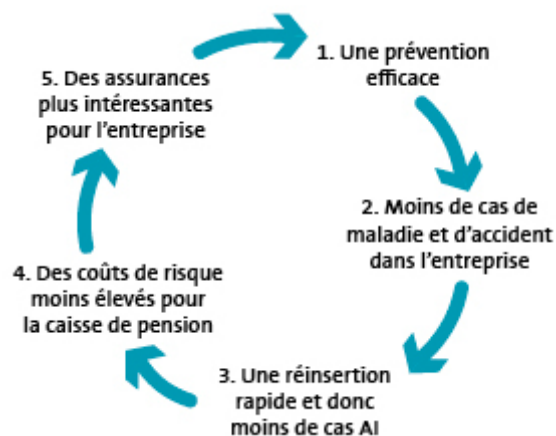 1. Une prévention
efficace
2. Moins de cas de
maladie et d'accident
dans l'entreprise
3. Une réinsertion
rapide et donc
moins de cas AI
4. Des coûts de risque
moins élevés pour
la caisse de pension
5. Des assurances
plus intéressantes
pour l'entreprise